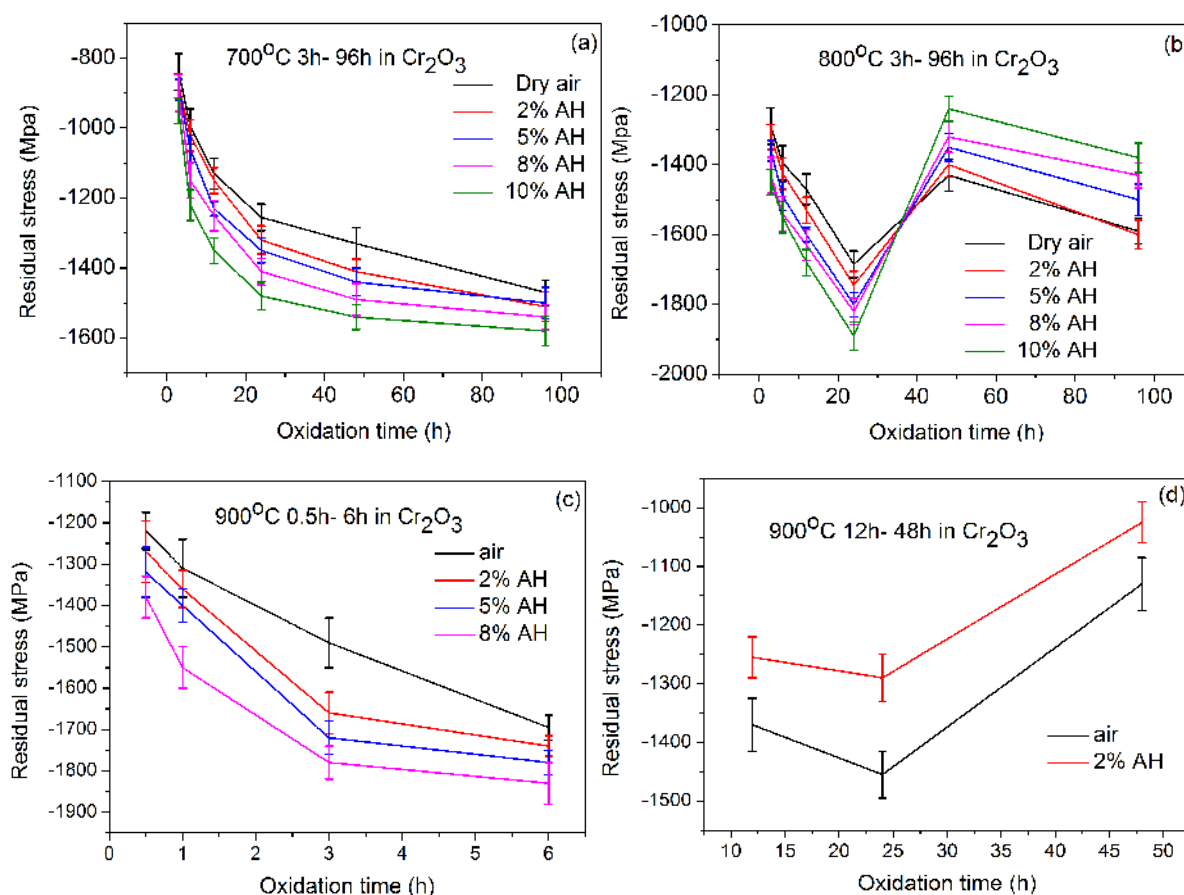 (a)
700°C 3h- 96h in Cr₂O₃
Dry air
2% AH
5% AH
8% AH
10% AH
-800
-1000
-1200
-1400
-1600
Residual stress (Mpa)
0 20 40 60 80 100
Oxidation time (h)
(b)
800°C 3h- 96h in Cr₂O₃
Dry air
2% AH
5% AH
8% AH
10% AH
-1000
-1200
-1400
-1600
-1800
-2000
Residual stress (Mpa)
0 20 40 60 80 100
Oxidation time (h)
(c)
900°C 0.5h- 6h in Cr₂O₃
air
2% AH
5% AH
8% AH
-1100
-1200
-1300
-1400
-1500
-1600
-1700
-1800
-1900
Residual stress (MPa)
0 1 2 3 4 5 6
Oxidation time (h)
(d)
900°C 12h- 48h in Cr₂O₃
air
2% AH
-1000
-1100
-1200
-1300
-1400
-1500
Residual stress (MPa)
10 15 20 25 30 35 40 45 50
Oxidation time (h)